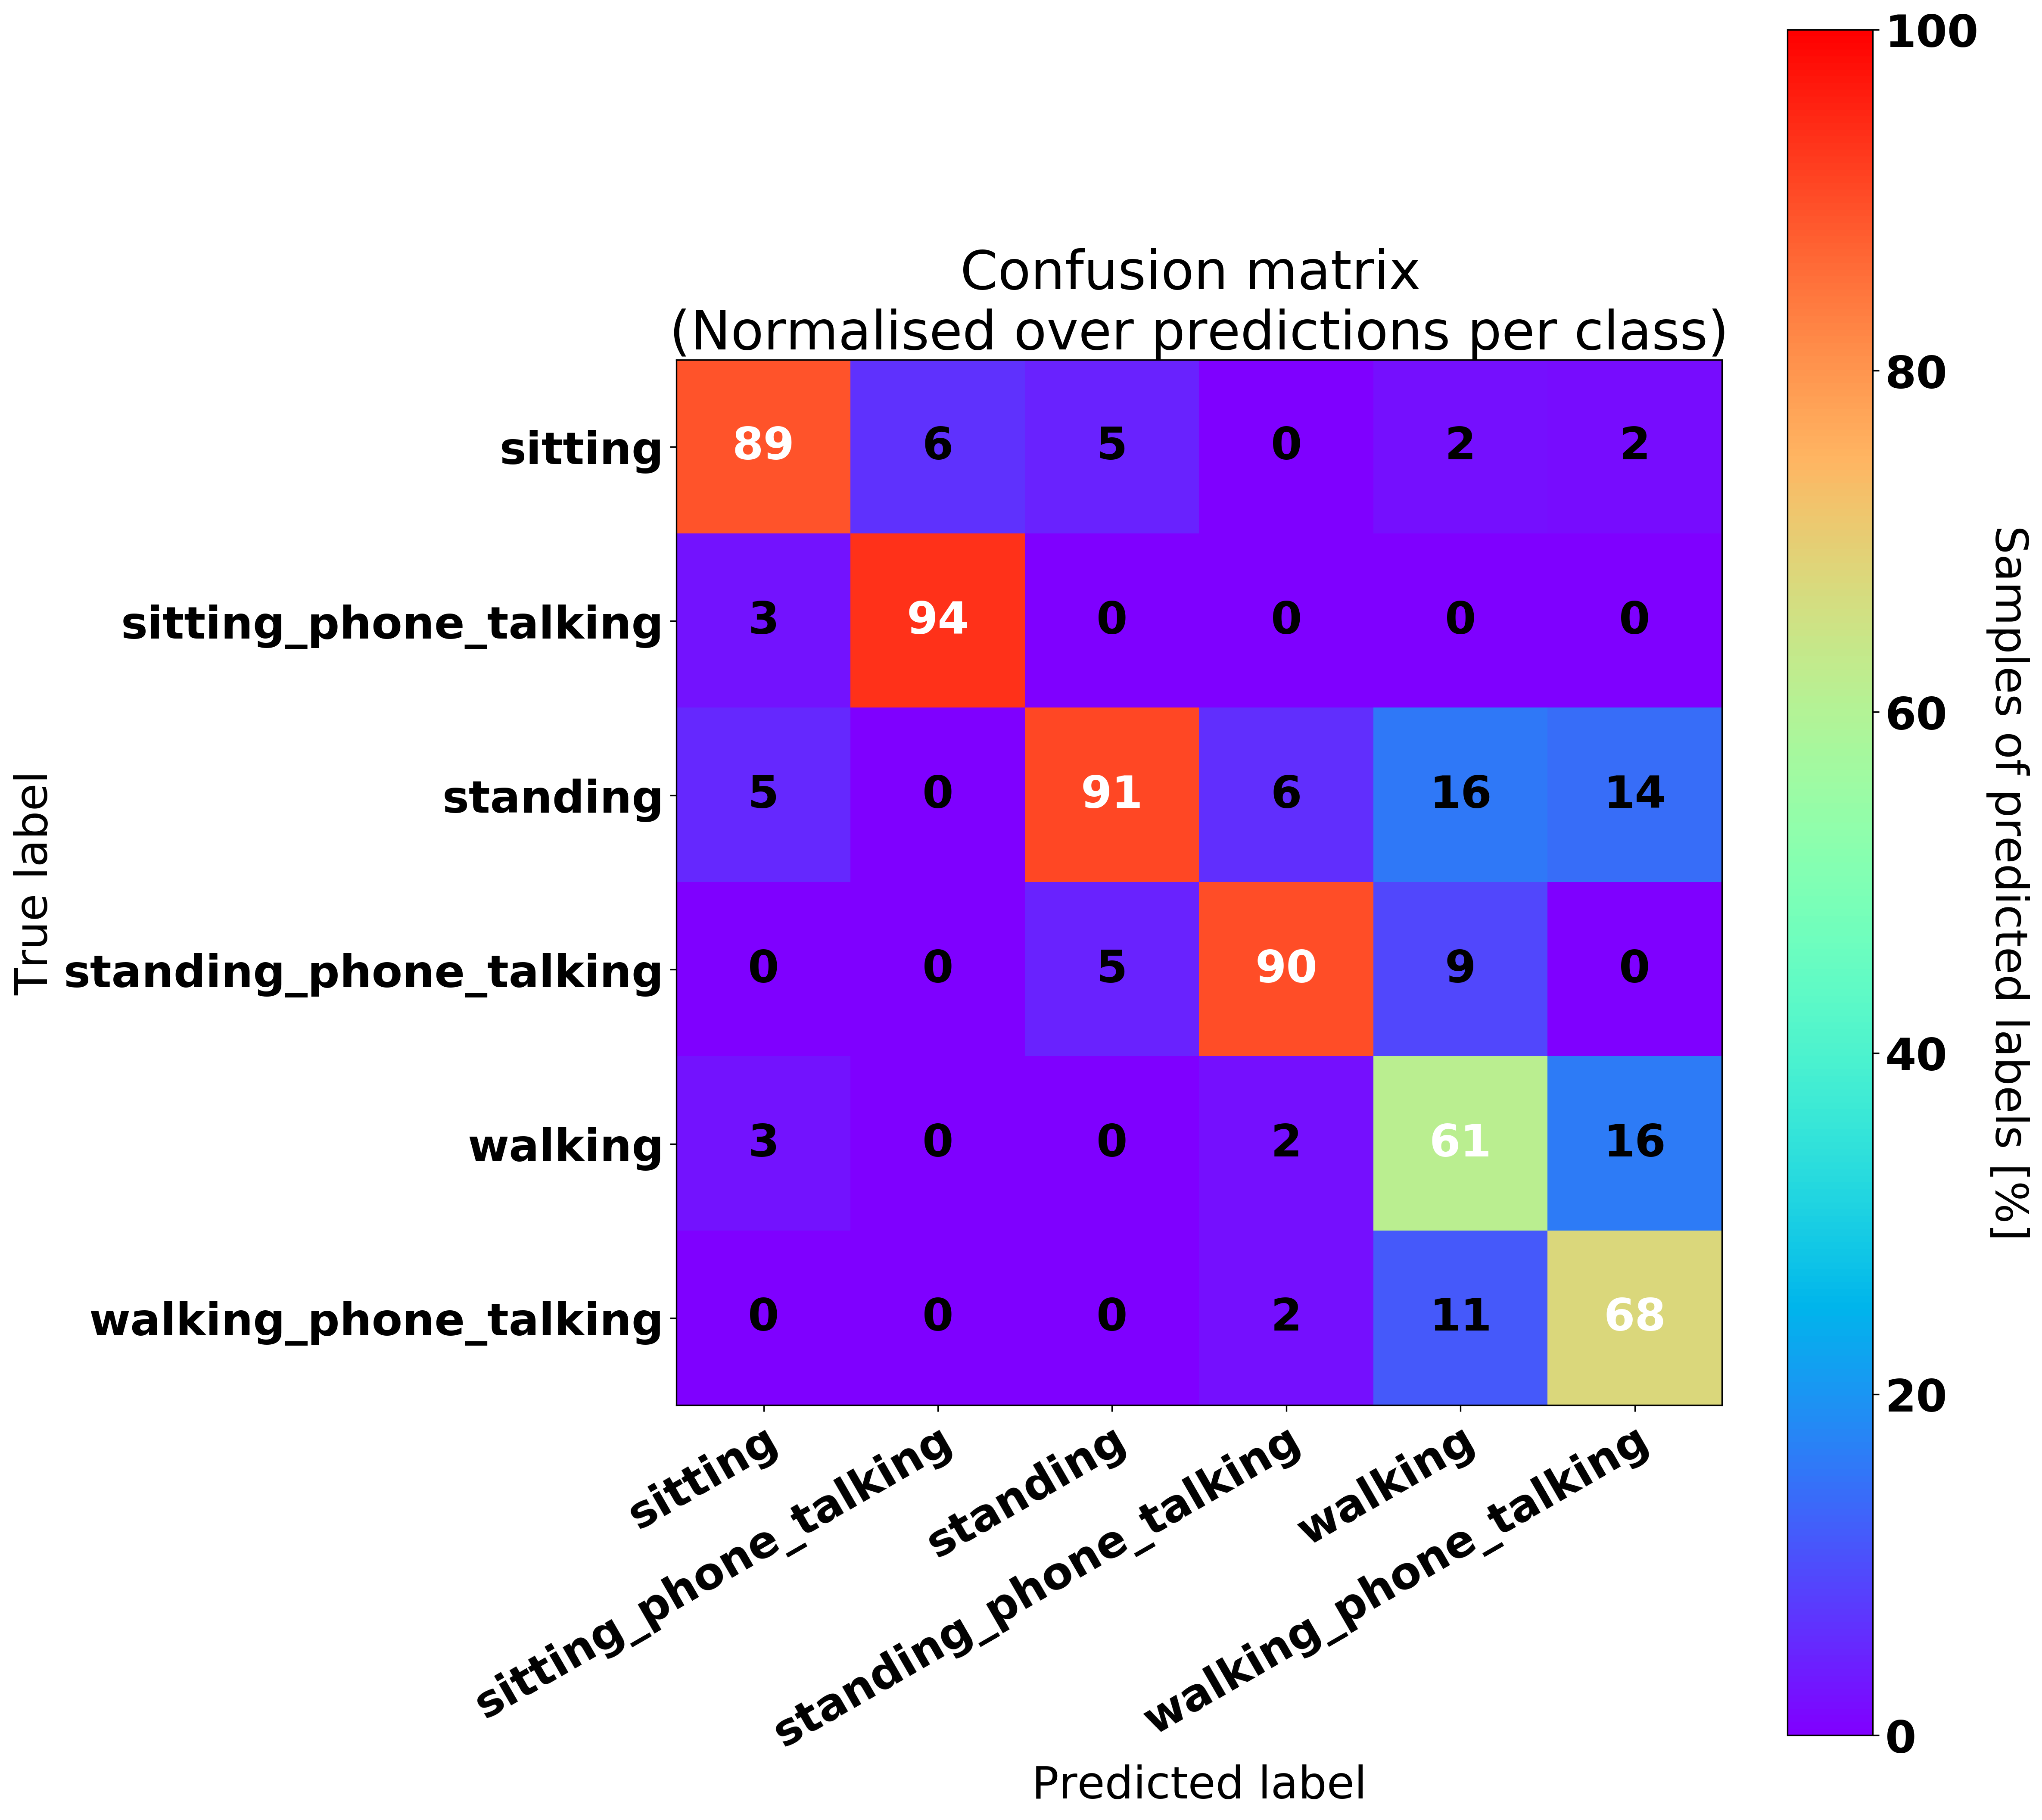 Confusion matrix
(Normalised over predictions per class)
True label
sitting 89 6 5 0 2 2
sitting_phone_talking 3 94 0 0 0 0
standing 5 0 91 6 16 14
standing_phone_talking 0 0 5 90 9 0
walking 3 0 0 2 61 16
walking_phone_talking 0 0 0 2 11 68
sitting
sitting_phone_talking
standing
standing_phone_talking
walking
walking_phone_talking
Predicted label
100
80
60
40
20
0
Samples of predicted labels [%]